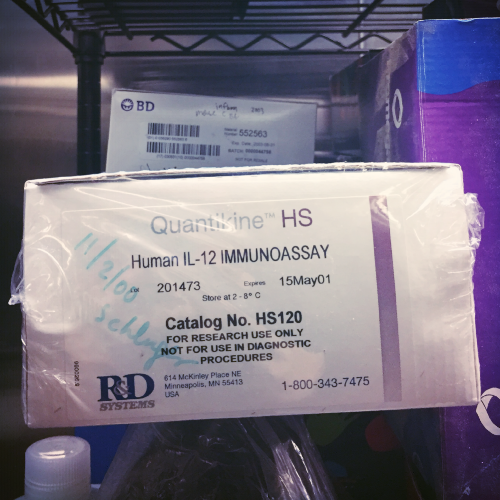 BD
552563
Quantikine™ HS
Human IL-12 IMMUNOASSAY
Lot 201473 Expires 15May01
Store at 2 - 8° C
Catalog No. HS120
FOR RESEARCH USE ONLY
NOT FOR USE IN DIAGNOSTIC
PROCEDURES
R&D
SYSTEMS
614 McKinley Place NE
Minneapolis, MN 55413
USA
1-800-343-7475
11/2/00